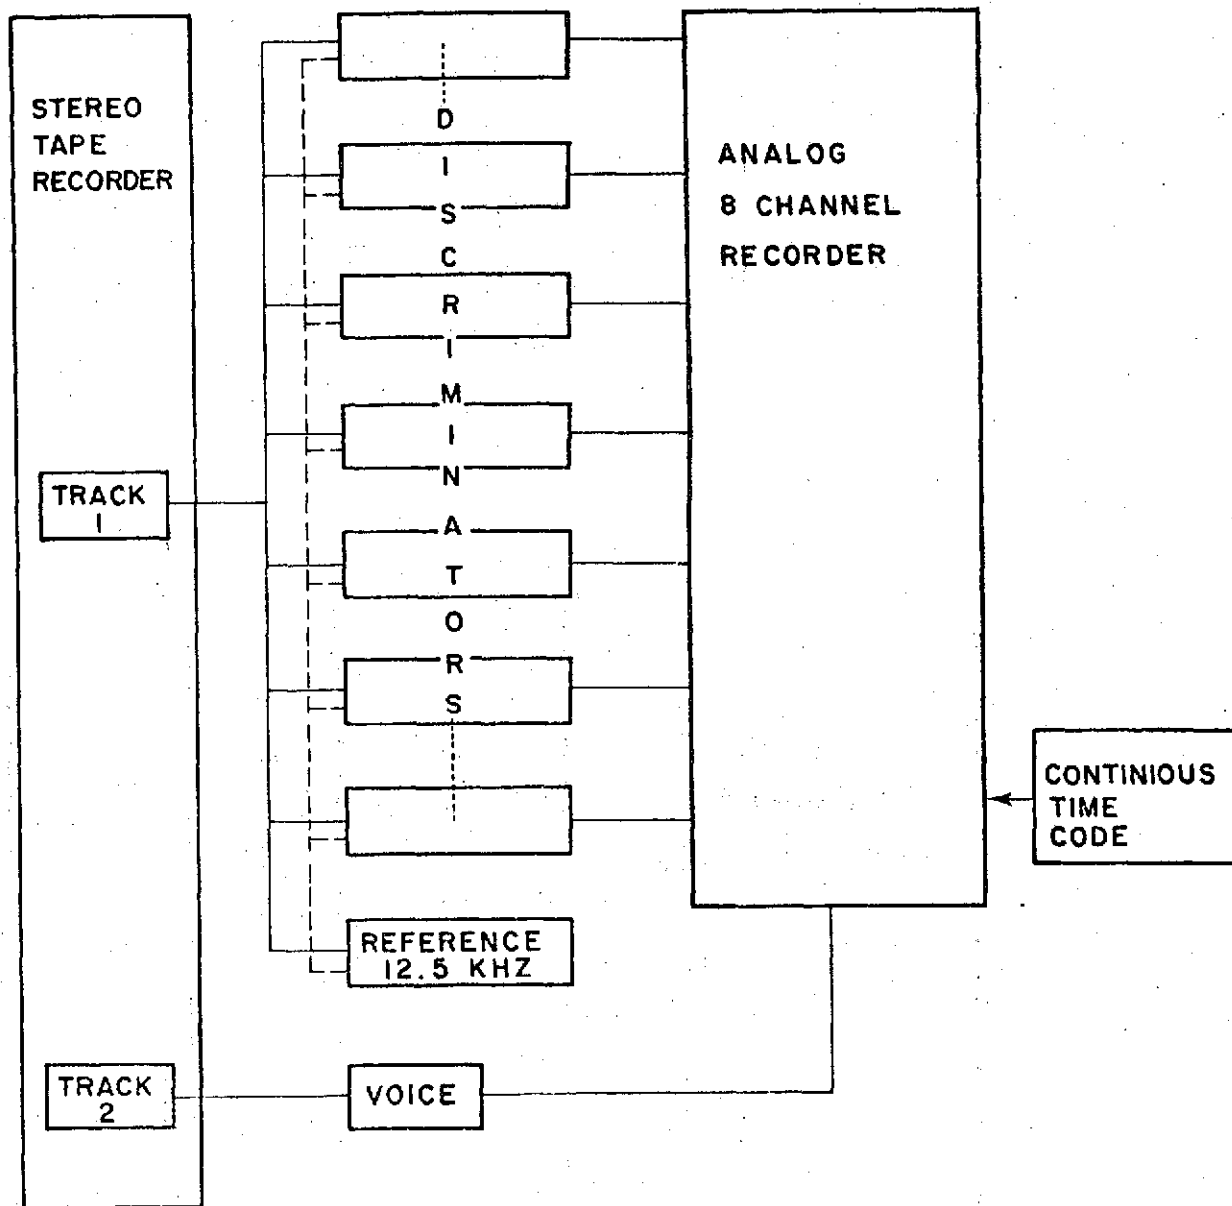 STEREO
TAPE
RECORDER
TRACK
1
TRACK
2
DISCRIMINATORS
REFERENCE
12.5 KHZ
VOICE
ANALOG
8 CHANNEL
RECORDER
CONTINIOUS
TIME
CODE